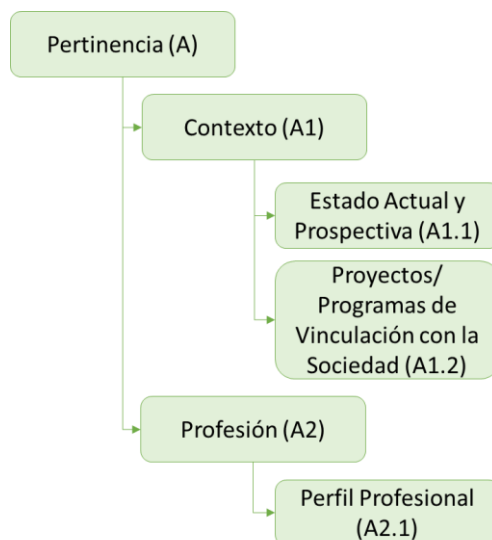 Pertinencia (A)
Contexto (A1)
Estado Actual y
Prospectiva (A1.1)
Proyectos/
Programas de
Vinculación con la
Sociedad (A1.2)
Profesión (A2)
Perfil Profesional
(A2.1)